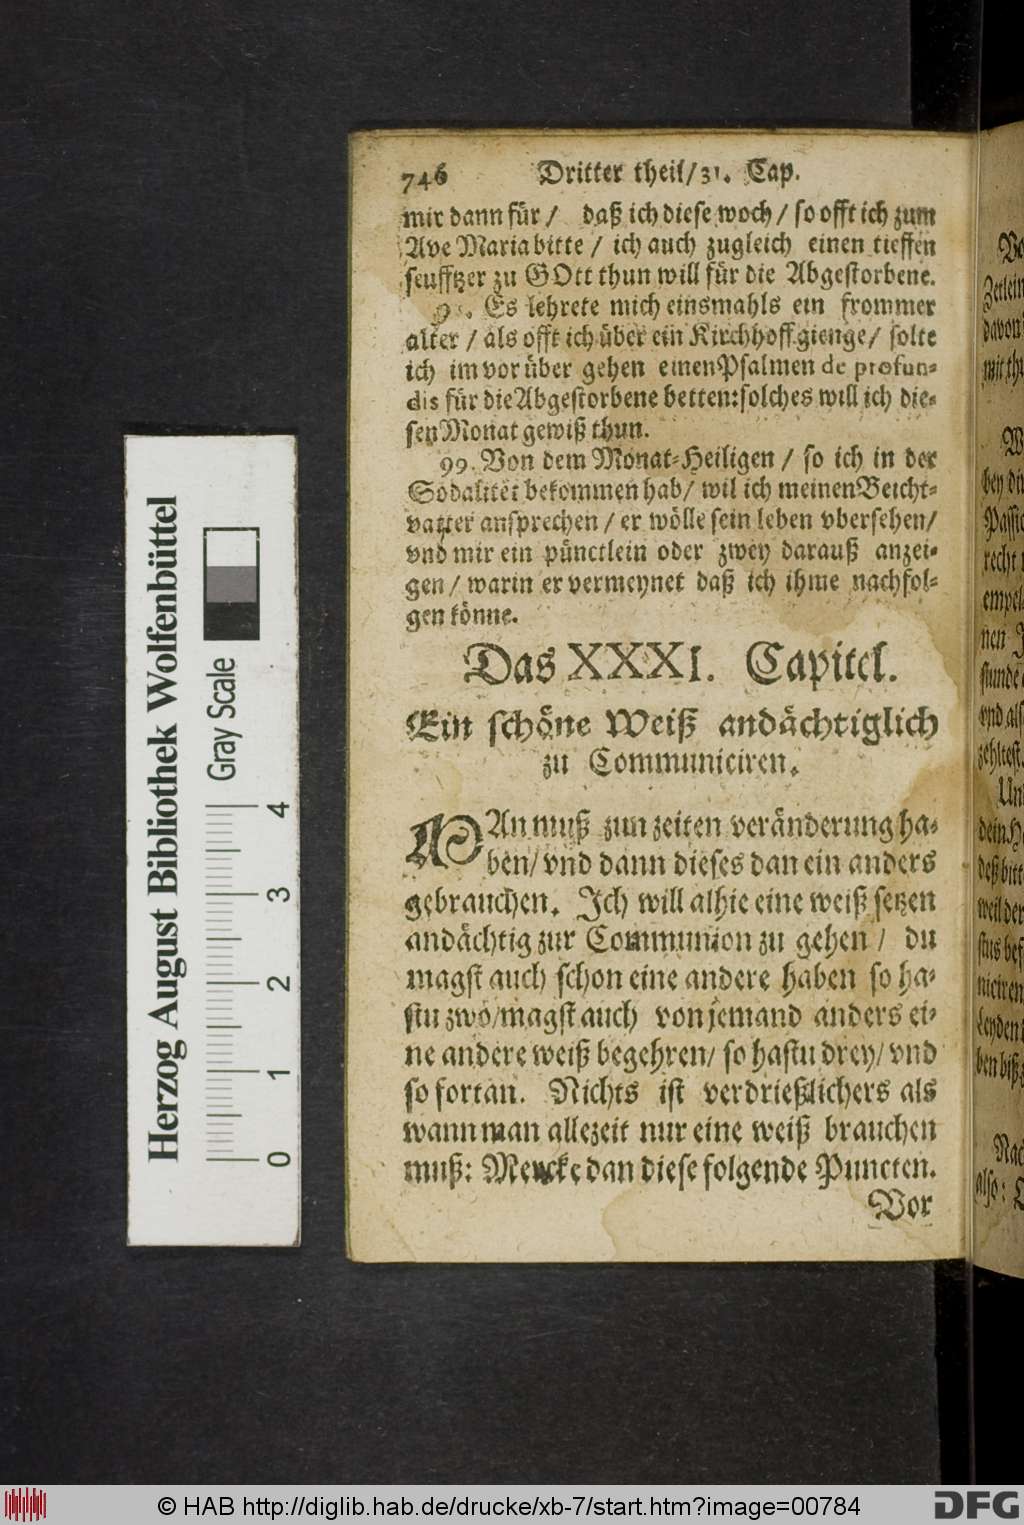 746 Dritter theil/31. Cap.
mir dann für / daß ich diese woch / so offt ich zum
Ave Maria bitte / ich auch zugleich einen tieffen
seufftzer zu GOtt thun will für die Abgestorbene.
Es lehrete mich einsmahls ein frommer
alter / als offt ich über ein Kirchhoff gienge / solte
ich im vorüber gehen einen Psalmen de profun-
dis für die Abgestorbene betten: solches will ich die-
sen Monat gewiß thun.
99. Von dem Monat-Heiligen / so ich in der
Sodalitet bekommen hab / wil ich meinen Beicht-
vatter ansprechen / er wölle sein leben vbersehen /
vnd mir ein pünctlein oder zwey darauß anzei-
gen / warin er vermeynet daß ich ihme nachfol-
gen könne.
Das XXXI. Capitel.
Ein schöne Weiß andächtiglich
zu Communiciren.
MAn muß zun zeiten veränderung ha-
ben / vnd dann dieses dan ein anders
gebrauchen. Ich will alhie eine weiß setzen
andächtig zur Communion zu gehen / du
magst auch schon eine andere haben so ha-
stu zwo / magst auch von jemand anders ei-
ne andere weiß begehren / so hastu drey / vnd
so fortan. Nichts ist verdrießlichers als
wann man allezeit nur eine weiß brauchen
muß: Mercke dan diese folgende Puncten.
Vor
Herzog August Bibliothek Wolfenbüttel
Gray Scale
0 1 2 3 4
© HAB http://diglib.hab.de/drucke/xb-7/start.htm?image=00784
DFG